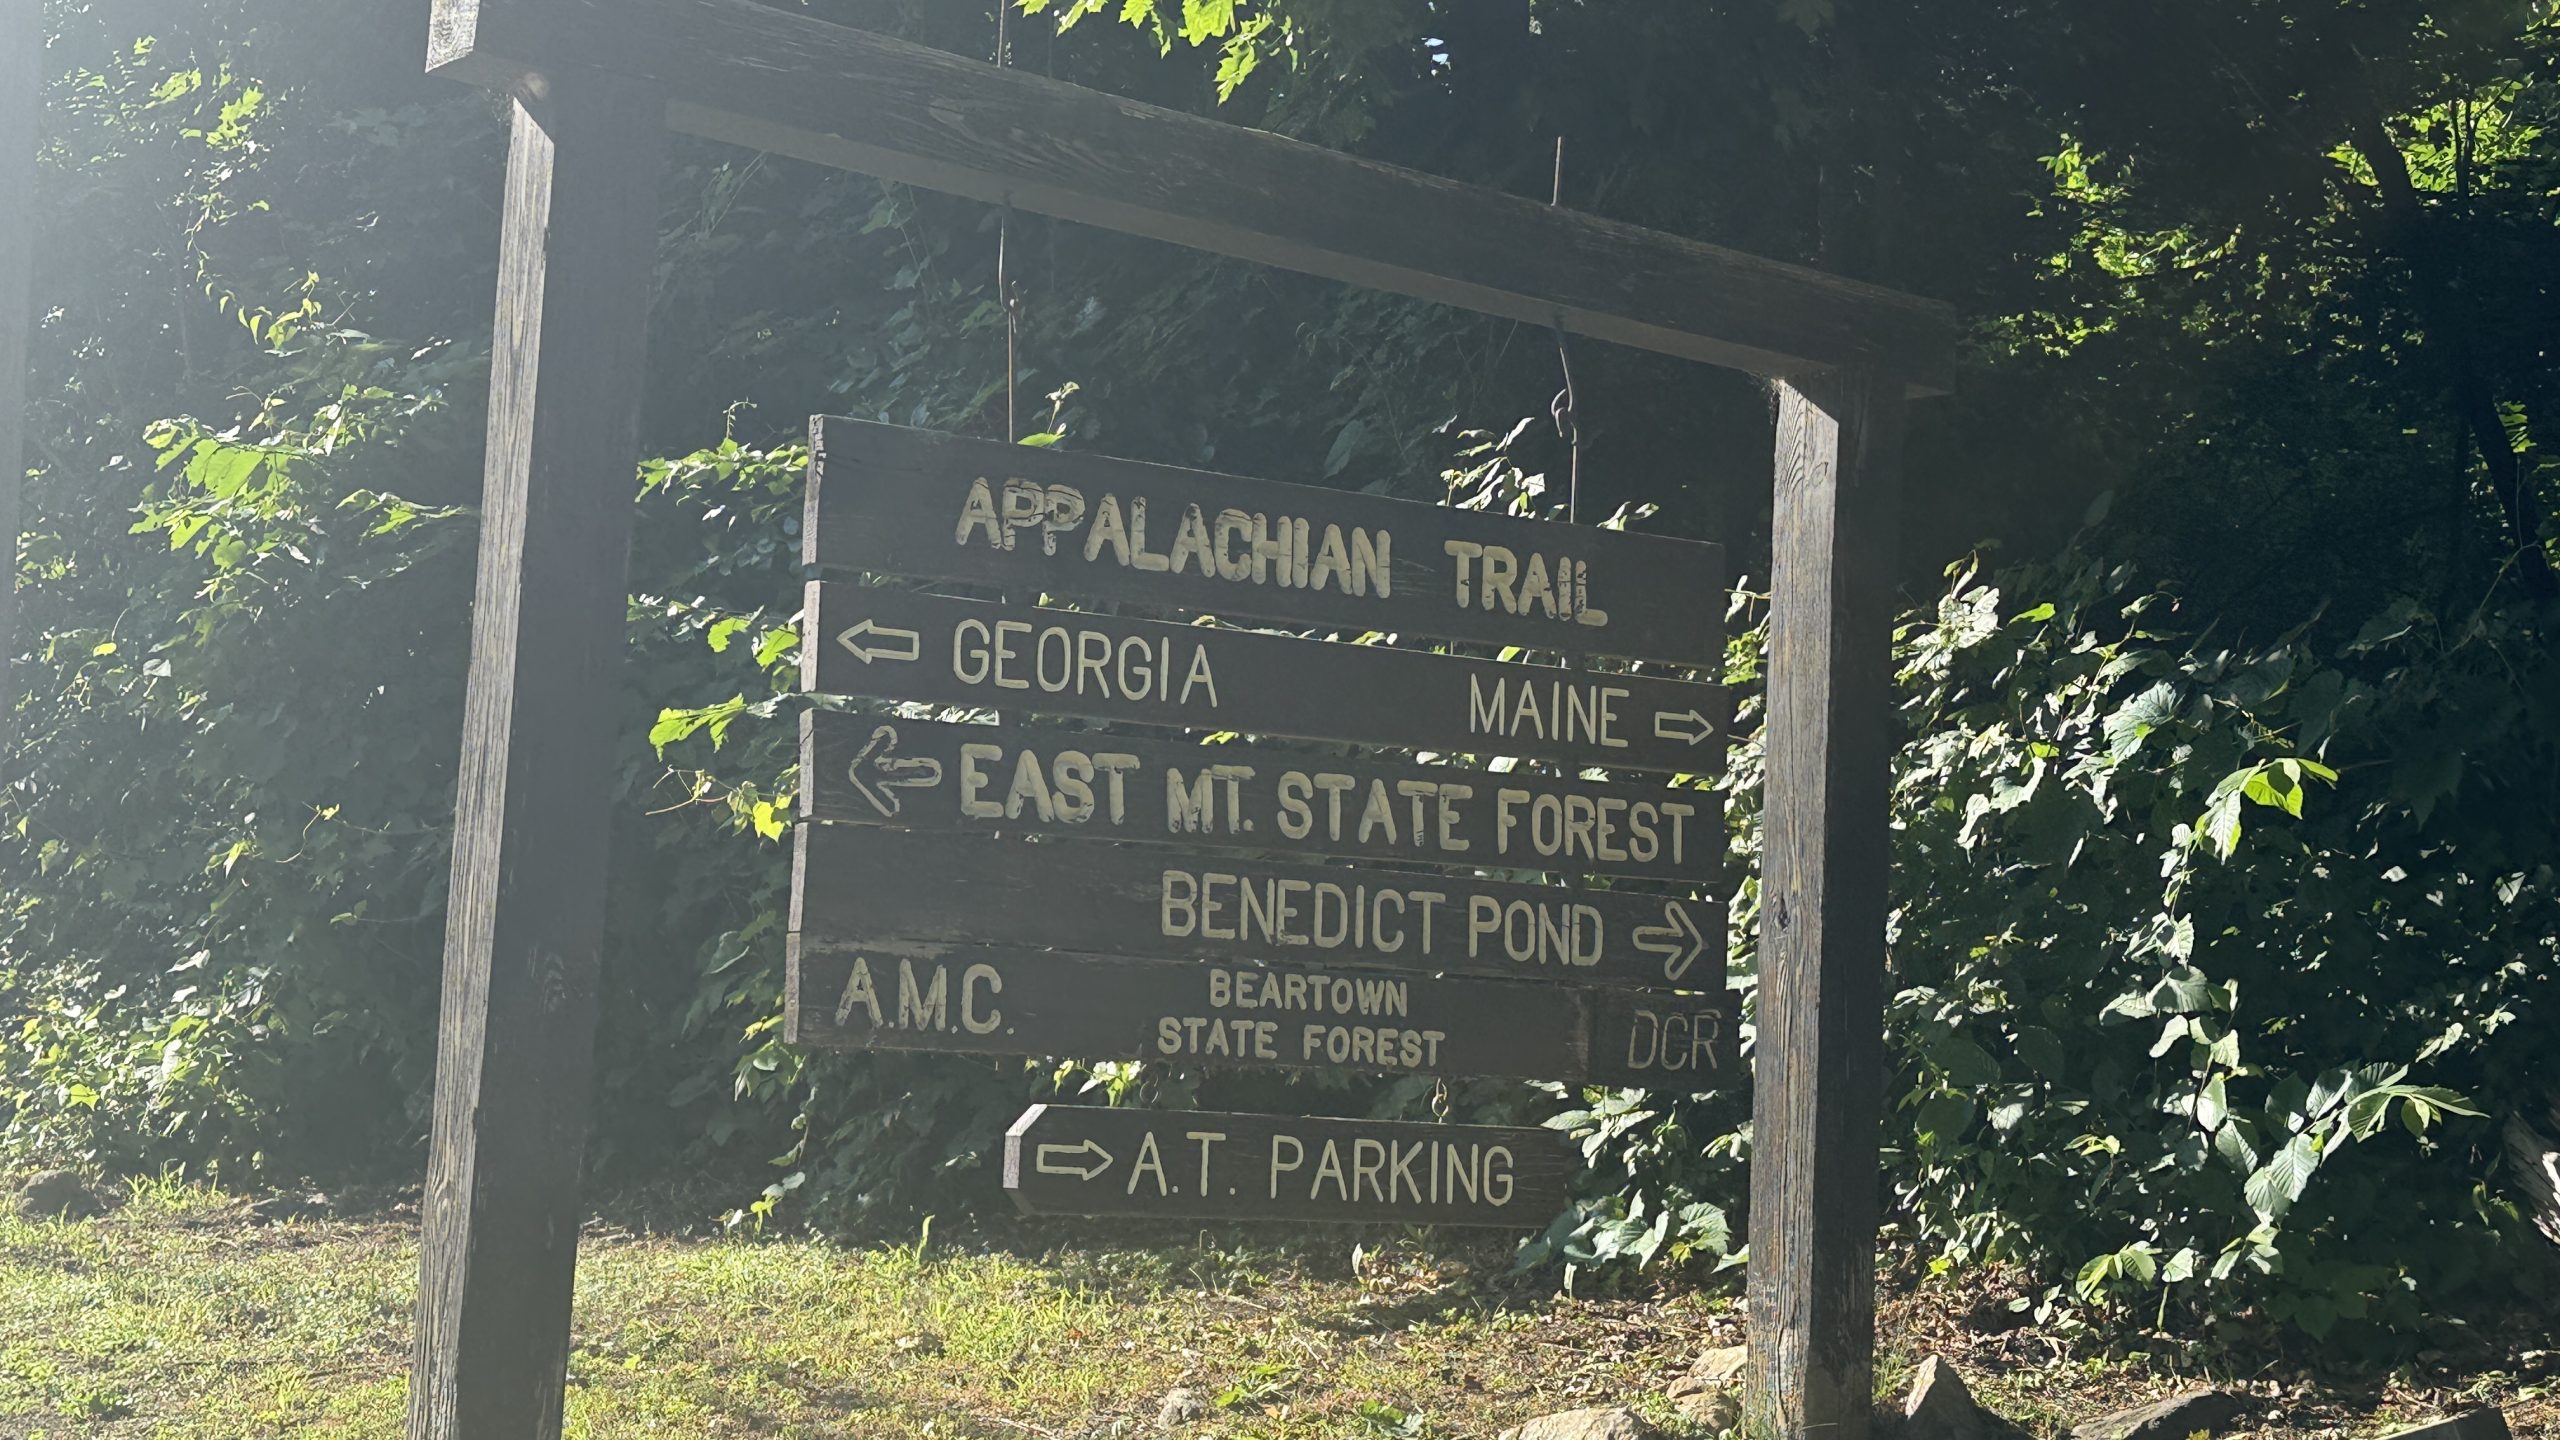 APPALACHIAN TRAIL
← GEORGIA MAINE →
← EAST MT. STATE FOREST
BENEDICT POND →
A.M.C. BEARTOWN STATE FOREST DCR
→ A.T. PARKING